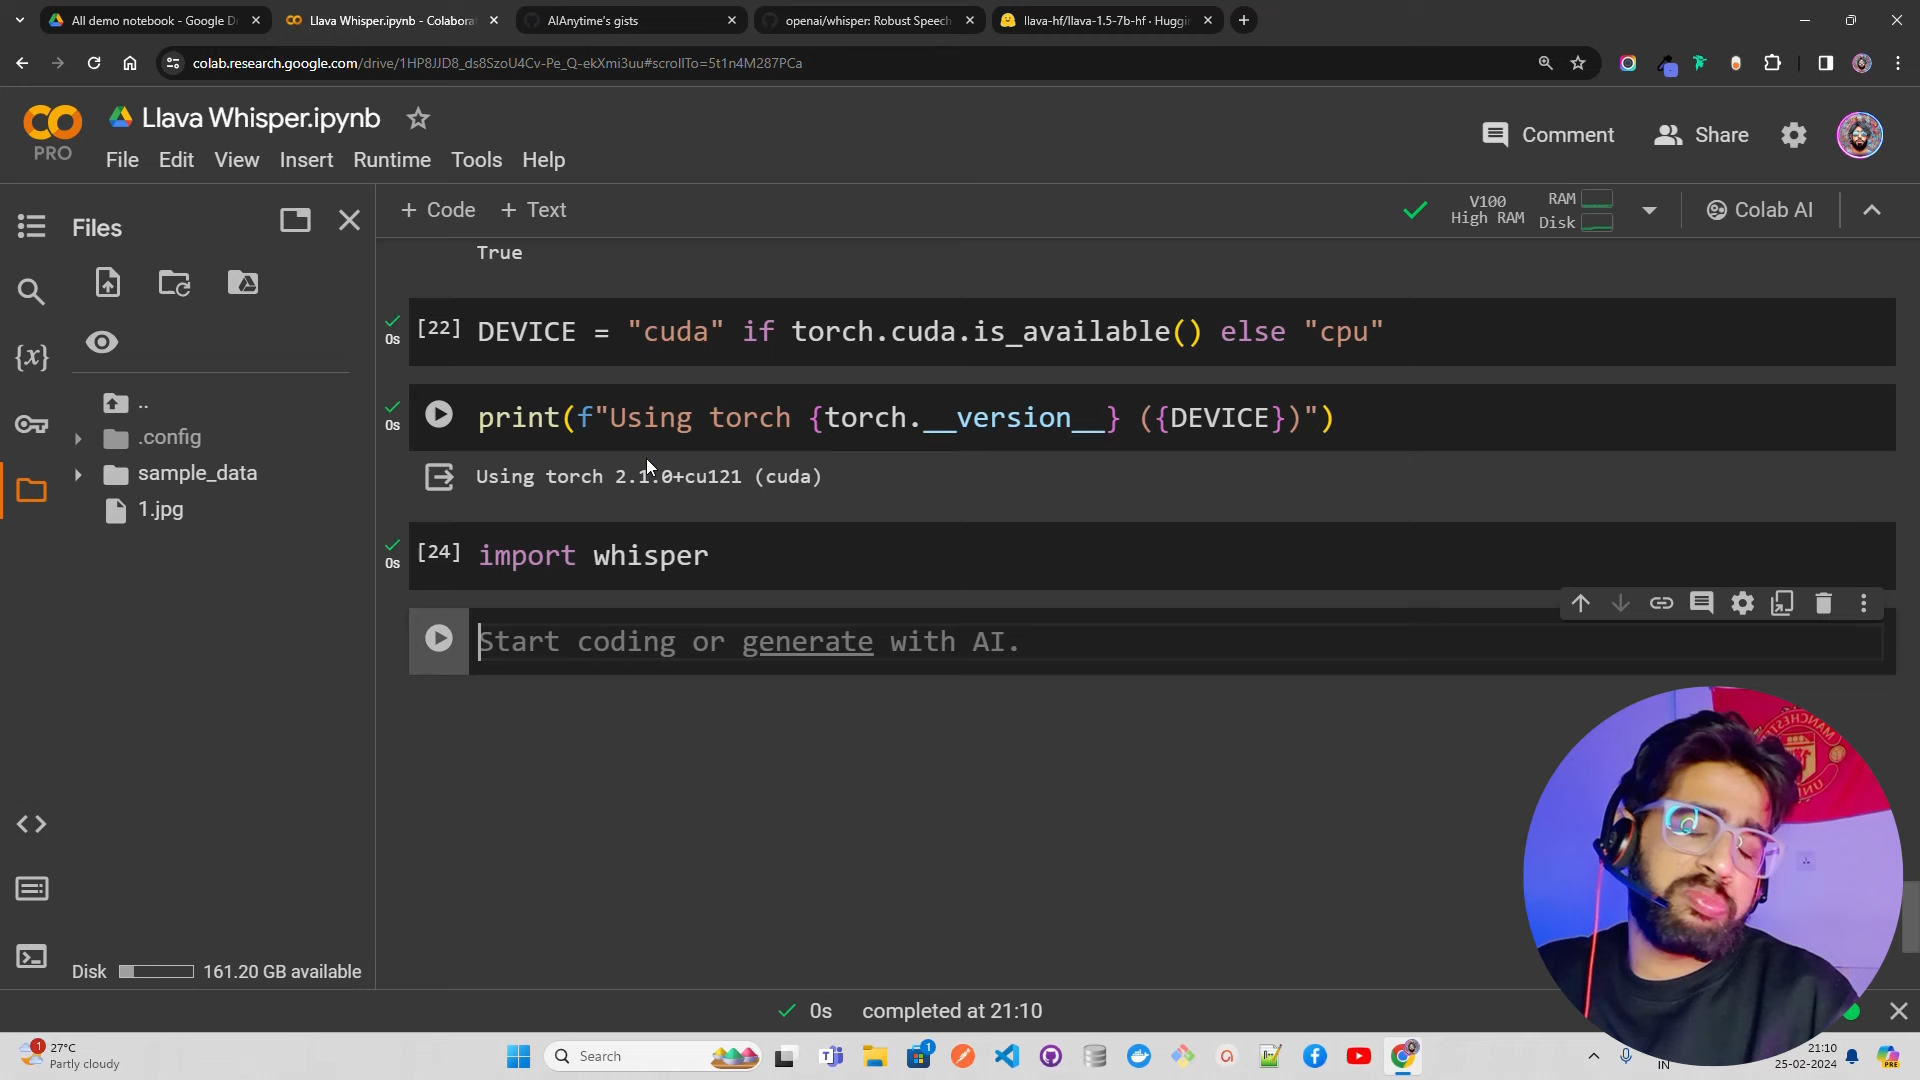 All demo notebook - Google D
Llava Whisper.ipynb - Colabora
AIAnytime's gists
openai/whisper: Robust Speech
llava-hf/llava-1.5-7b-hf · Huggi
colab.research.google.com/drive/1HP8JJD8_ds8SzoU4Cv-Pe_Q-ekXmi3uu#scrollTo=5t1n4M287PCa
PRO
Llava Whisper.ipynb
File Edit View Insert Runtime Tools Help
Comment
Share
Files
+ Code + Text
V100
High RAM
RAM
Disk
Colab AI
..
.config
sample_data
1.jpg
{x}
Disk
161.20 GB available
True
0s
[22] DEVICE = "cuda" if torch.cuda.is_available() else "cpu"
0s
print(f"Using torch {torch.__version__} ({DEVICE})")
Using torch 2.1.0+cu121 (cuda)
0s
[24] import whisper
Start coding or generate with AI.
MANCHESTER
0s completed at 21:10
1
27°C
Partly cloudy
Search
1
IN
21:10
25-02-2024
PRE